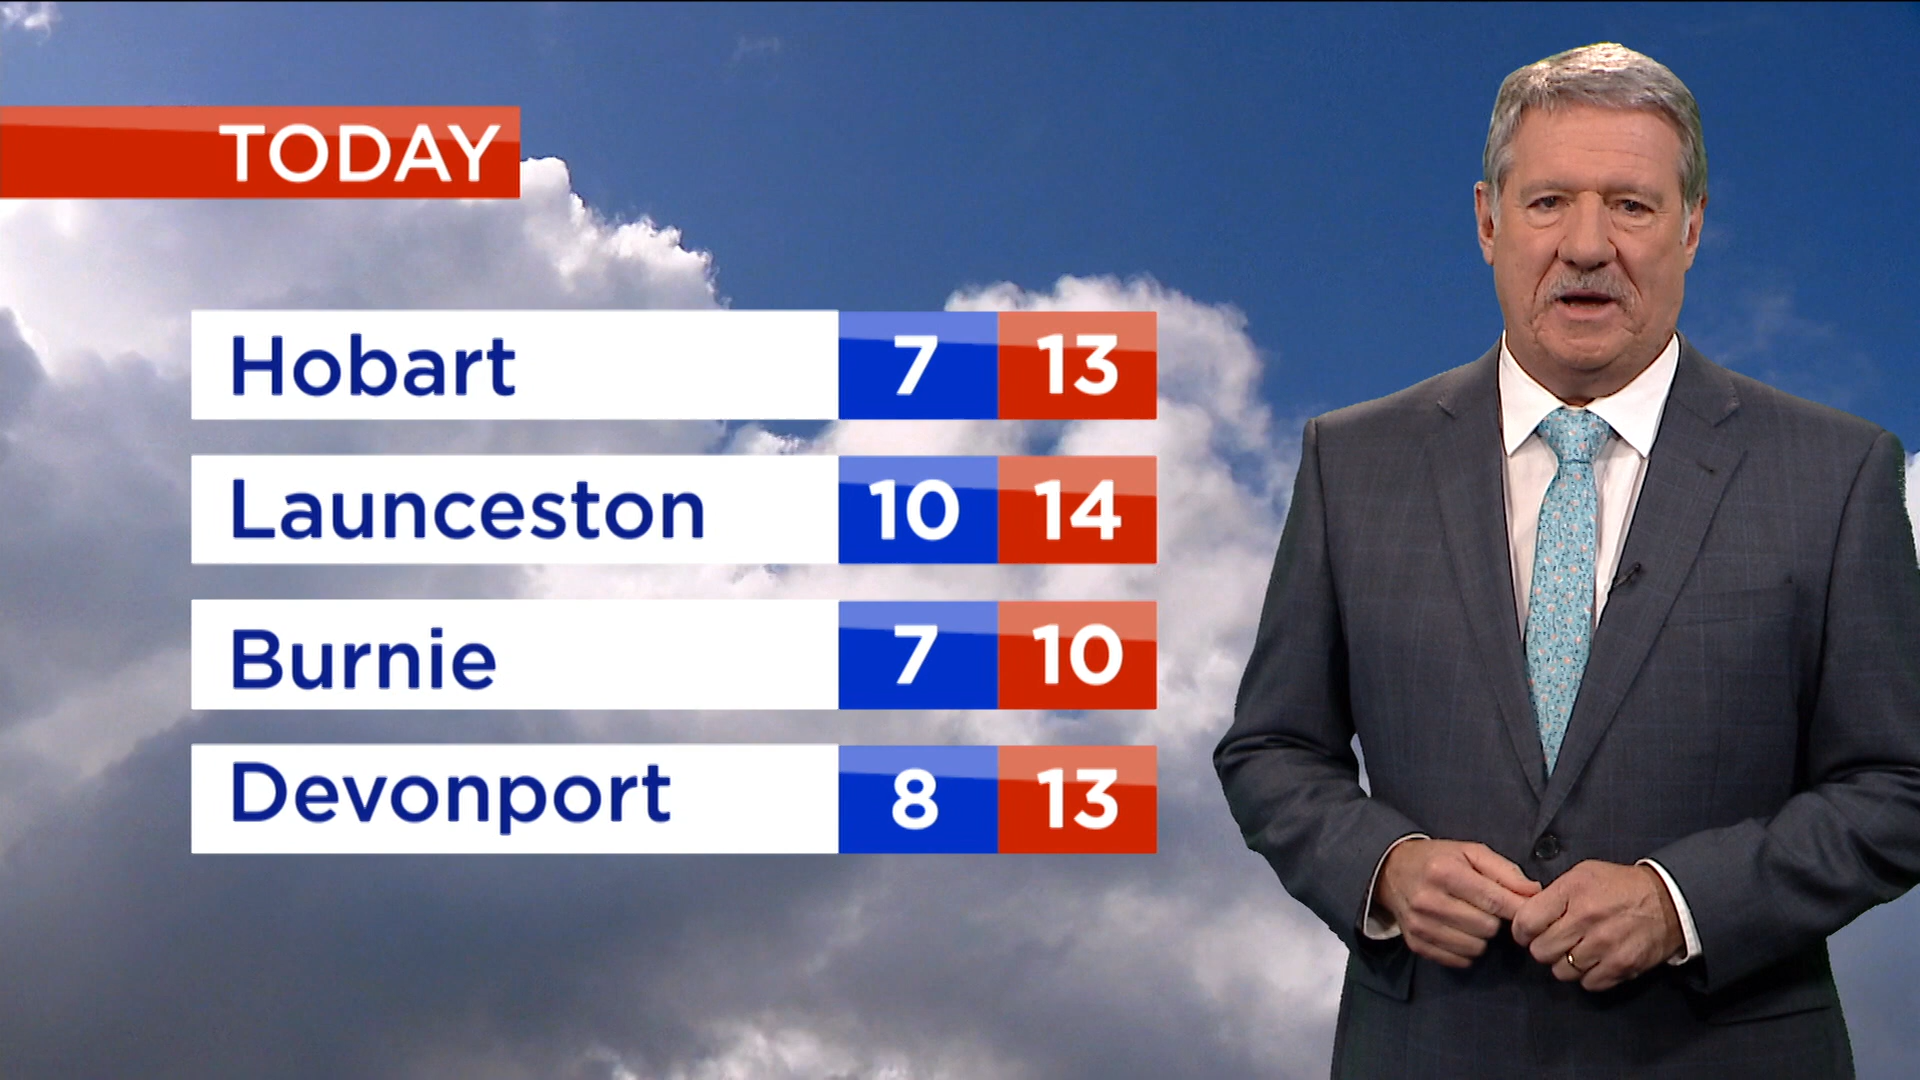 TODAY
Hobart 7 13
Launceston 10 14
Burnie 7 10
Devonport 8 13